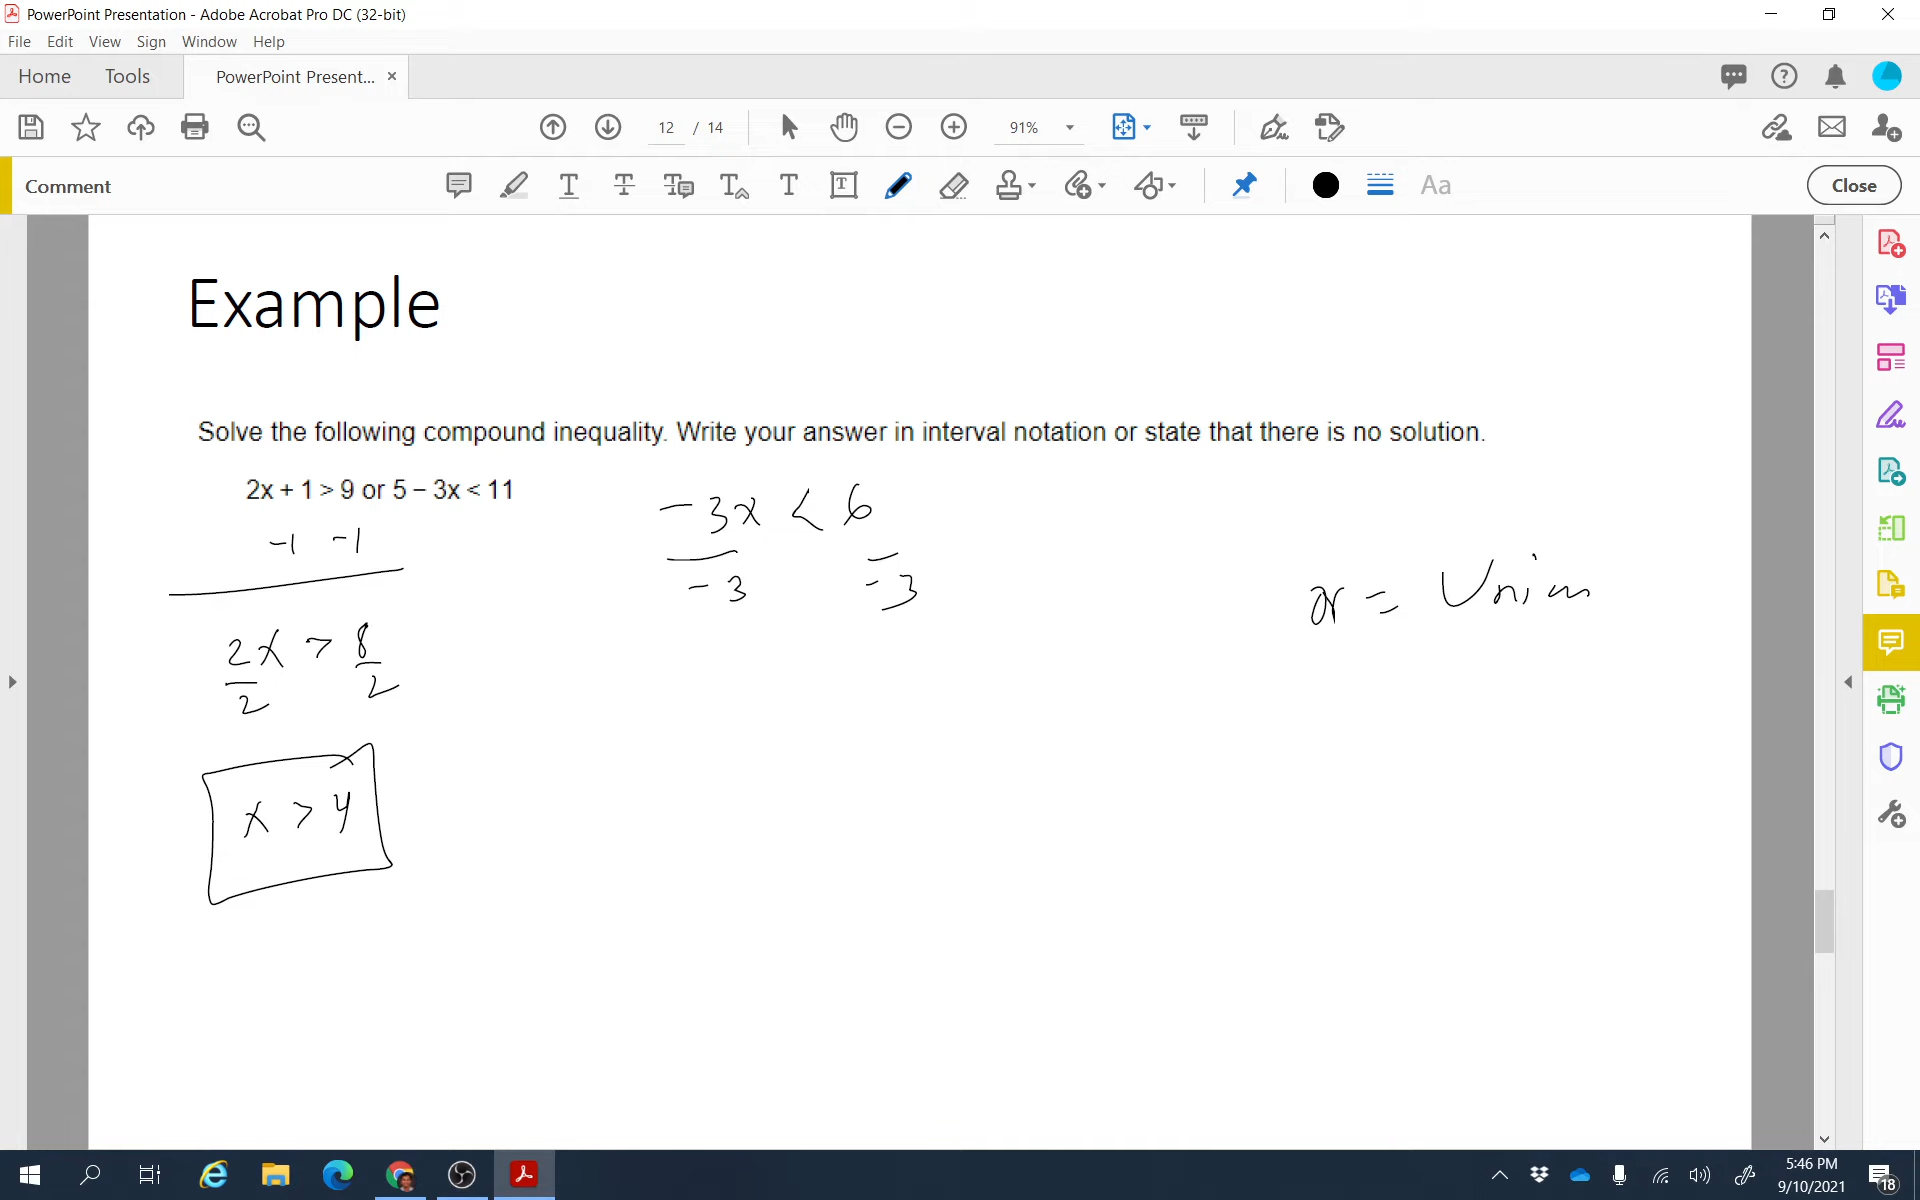 PowerPoint Presentation - Adobe Acrobat Pro DC (32-bit)
File Edit View Sign Window Help
Home Tools PowerPoint Present... ×
12 / 14 91%
Comment Aa Close
Example
Solve the following compound inequality. Write your answer in interval notation or state that there is no solution.
2x + 1 > 9 or 5 – 3x < 11
-1 -1
2x > 8
2 2
x > 4
-3x < 6
-3 -3
or = Union
5:46 PM
9/10/2021
18